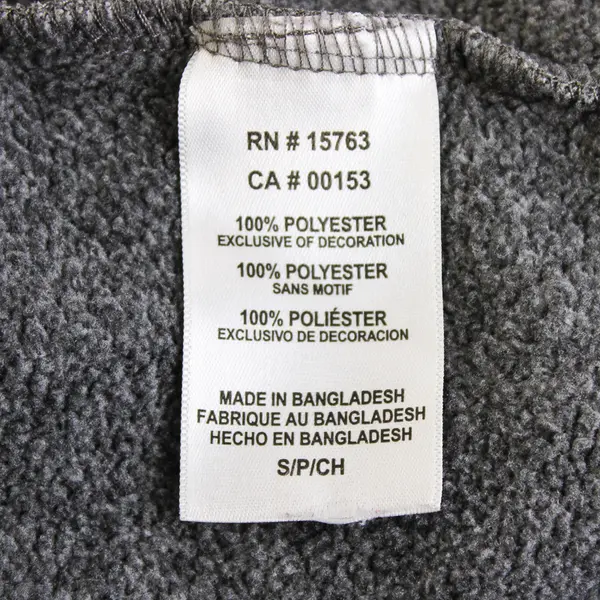 RN # 15763
CA # 00153
100% POLYESTER
EXCLUSIVE OF DECORATION
100% POLYESTER
SANS MOTIF
100% POLIÉSTER
EXCLUSIVO DE DECORACION
MADE IN BANGLADESH
FABRIQUE AU BANGLADESH
HECHO EN BANGLADESH
S/P/CH